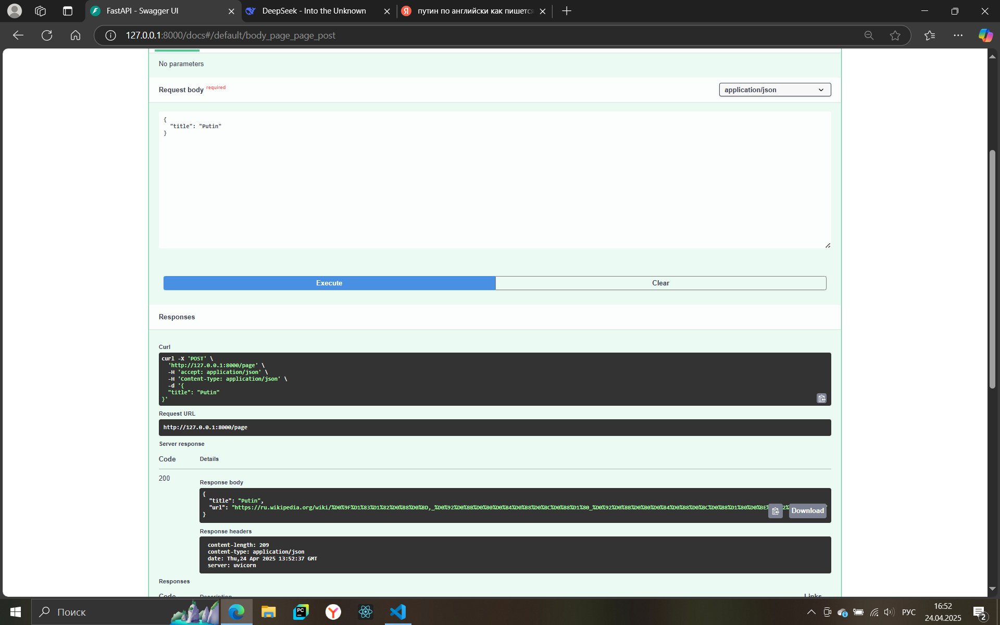 FastAPI - Swagger UI
DeepSeek - Into the Unknown
путин по английски как пишется
127.0.0.1:8000/docs#/default/body_page_page_post
No parameters
Request body required
application/json
{
"title": "Putin"
}
Execute
Clear
Responses
Curl
curl -X 'POST' \
'http://127.0.0.1:8000/page' \
-H 'accept: application/json' \
-H 'Content-Type: application/json' \
-d '{
"title": "Putin"
}'
Request URL
http://127.0.0.1:8000/page
Server response
Code Details
200
Response body
{
"title": "Putin",
"url": "https://ru.wikipedia.org/wiki/%D0%9F%D1%83%D1%82%D0%B8%D0%BD,_%D0%92%D0%BB%D0%B0%D0%B4%D0%B8%D0%BC%D0%B8%D1%80_%D0%92%D0%BB%D0%B0%D0%B4%D0%B8%D0%BC%D0%B8%D1%80%D0%BE%
}
Download
Response headers
content-length: 209
content-type: application/json
date: Thu,24 Apr 2025 13:52:37 GMT
server: uvicorn
Responses
Code Description Links
Поиск
РУС
16:52
24.04.2025
2